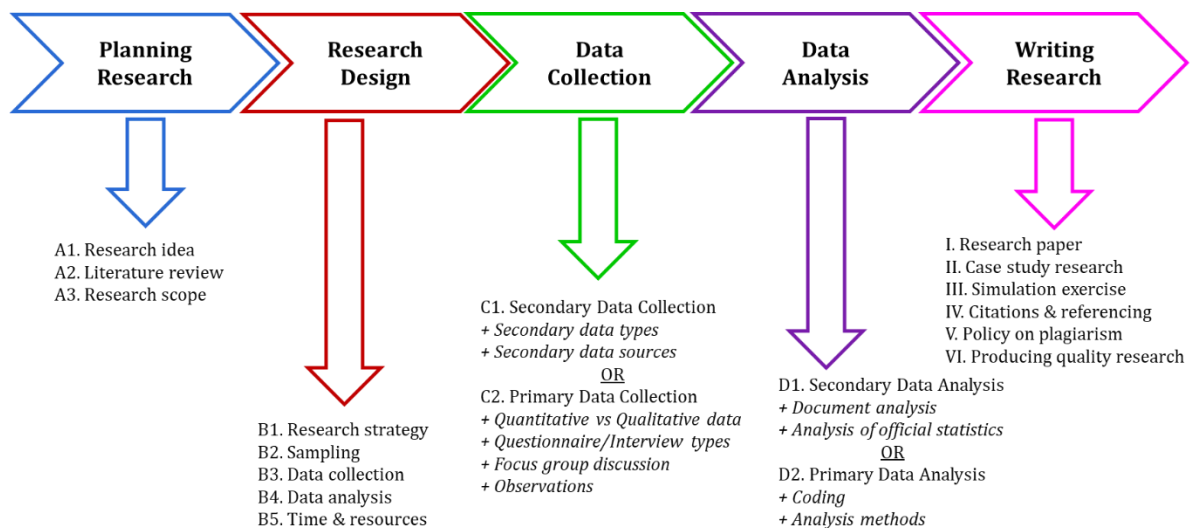 Planning
Research
Research
Design
Data
Collection
Data
Analysis
Writing
Research
A1. Research idea
A2. Literature review
A3. Research scope
B1. Research strategy
B2. Sampling
B3. Data collection
B4. Data analysis
B5. Time & resources
C1. Secondary Data Collection
+ Secondary data types
+ Secondary data sources
OR
C2. Primary Data Collection
+ Quantitative vs Qualitative data
+ Questionnaire/Interview types
+ Focus group discussion
+ Observations
D1. Secondary Data Analysis
+ Document analysis
+ Analysis of official statistics
OR
D2. Primary Data Analysis
+ Coding
+ Analysis methods
I. Research paper
II. Case study research
III. Simulation exercise
IV. Citations & referencing
V. Policy on plagiarism
VI. Producing quality research